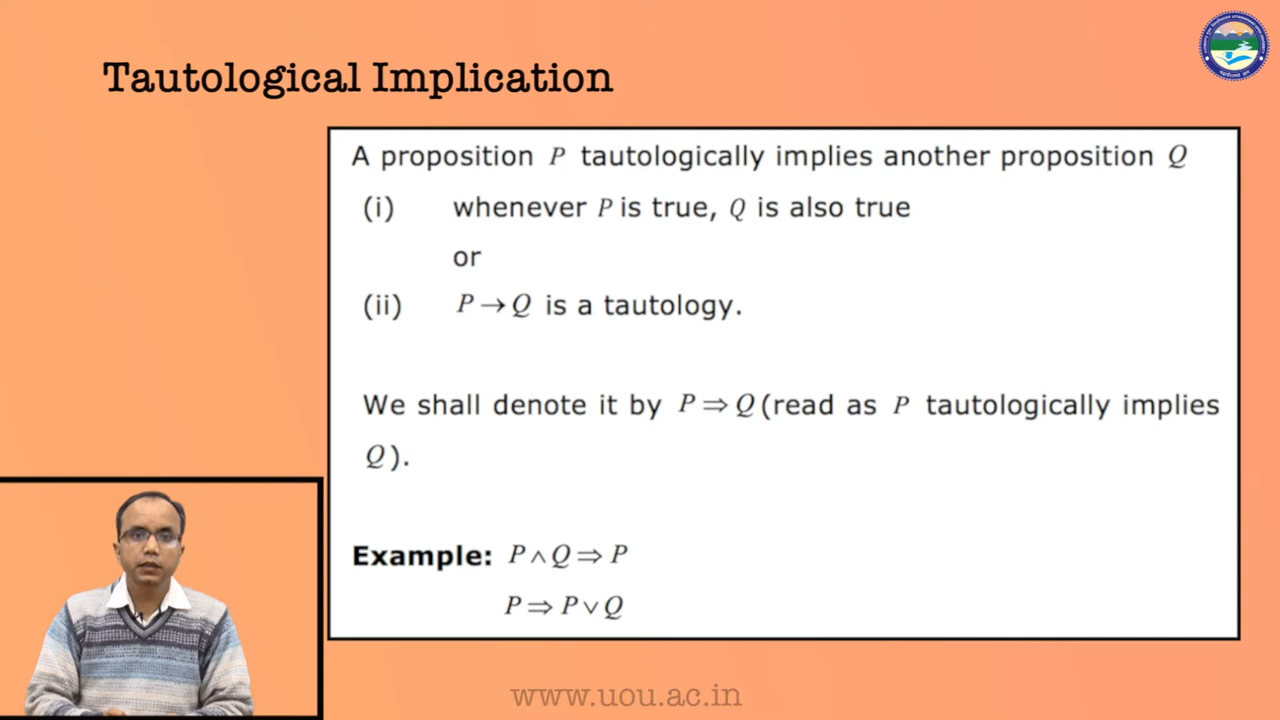 Tautological Implication
A proposition P tautologically implies another proposition Q
(i) whenever P is true, Q is also true
or
(ii) P → Q is a tautology.
We shall denote it by P ⇒ Q (read as P tautologically implies
Q).
Example: P ∧ Q ⇒ P
P ⇒ P ∨ Q
www.uou.ac.in